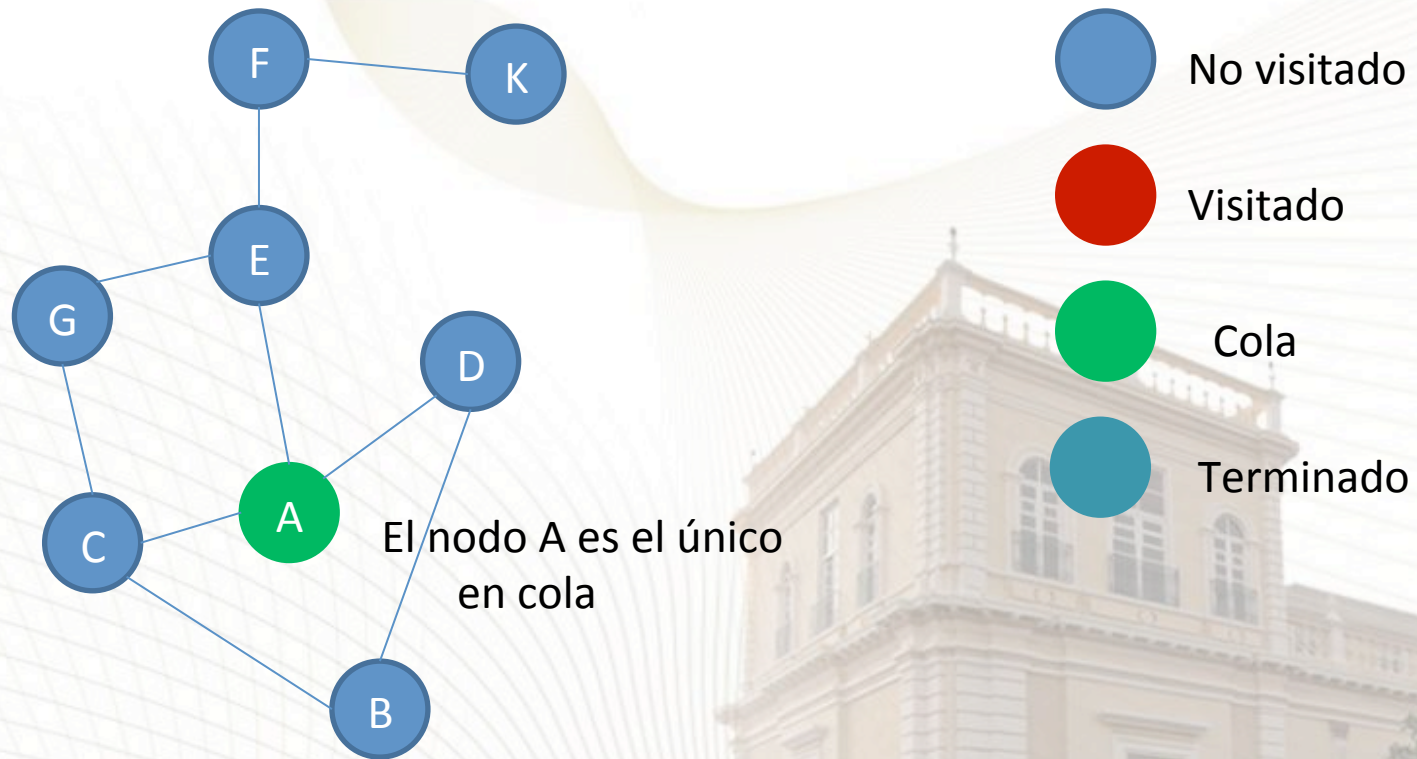 F
K
No visitado
Visitado
E
G
Cola
D
Terminado
A
El nodo A es el único
en cola
C
B